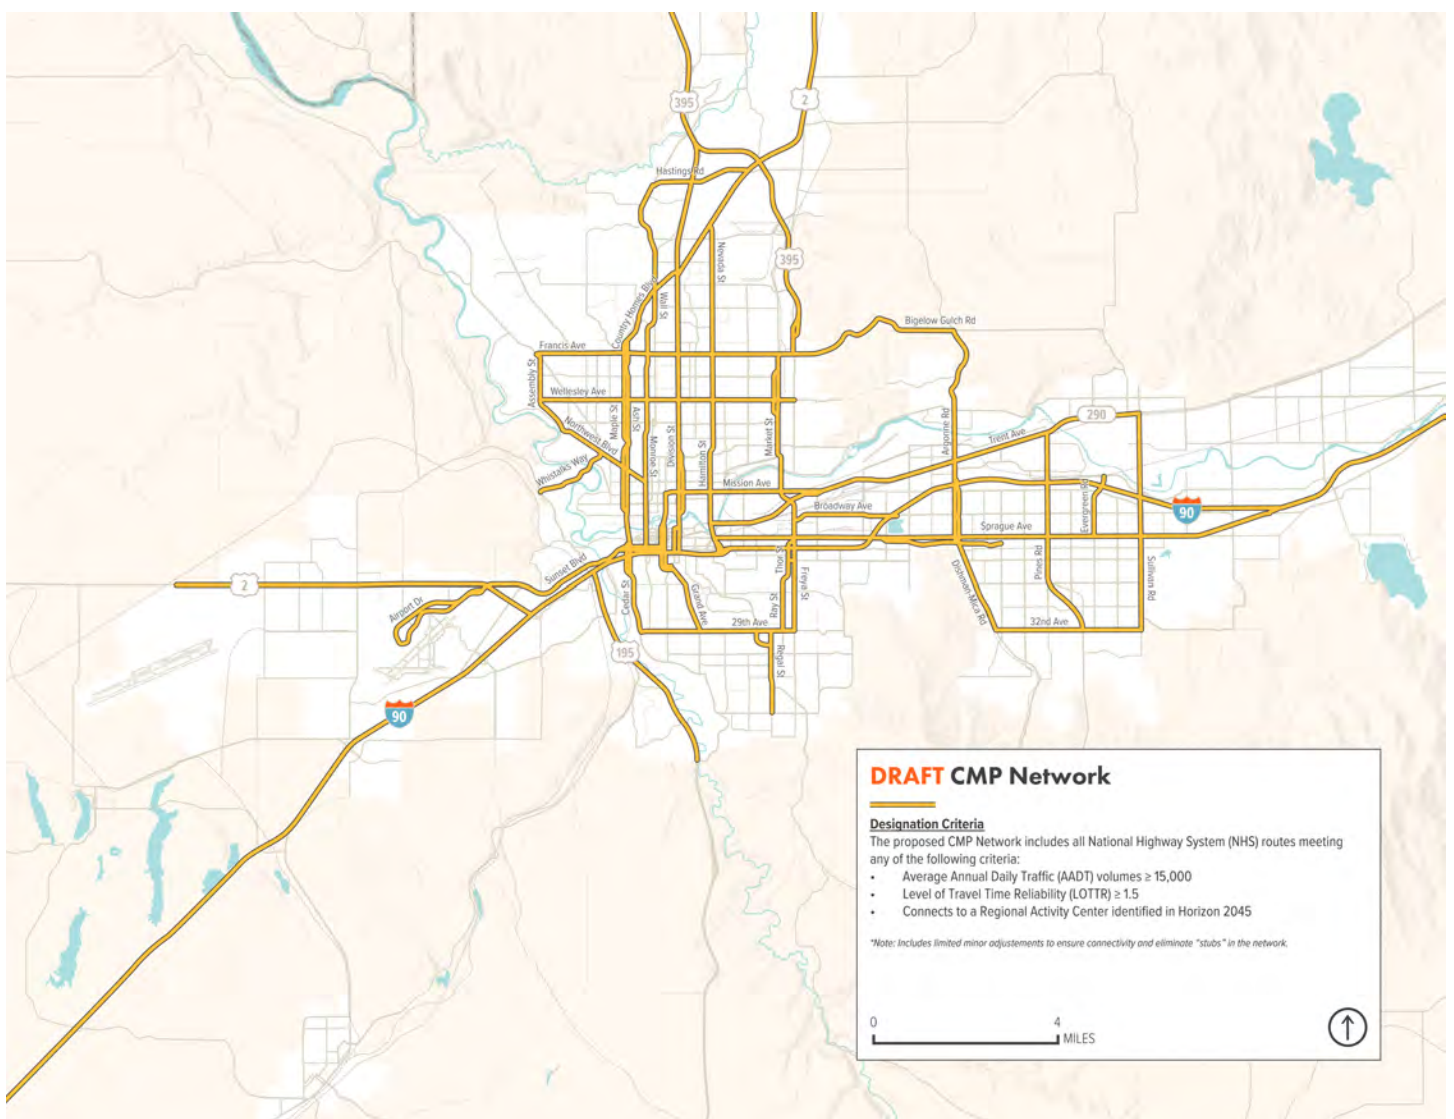 395
2
Hastings Rd
Nevada St
395
Country Homes Blvd
Wall St
Bigelow Gulch Rd
Francis Ave
Assembly St
Wellesley Ave
Maple St
Ash St
Northwest Blvd
Monroe St
Division St
Hamilton St
Market St
Argonne Rd
Trent Ave
290
Whistalks Way
Mission Ave
Broadway Ave
Evergreen Rd
90
Sprague Ave
Sunset Blvd
2
Airport Dr
Cedar St
Grand Ave
Thor St
Freya St
Ray St
Dishman-Mica Rd
Pines Rd
Sullivan Rd
29th Ave
32nd Ave
195
Regal St
90
DRAFT CMP Network
Designation Criteria
The proposed CMP Network includes all National Highway System (NHS) routes meeting
any of the following criteria:
• Average Annual Daily Traffic (AADT) volumes ≥ 15,000
• Level of Travel Time Reliability (LOTTR) ≥ 1.5
• Connects to a Regional Activity Center identified in Horizon 2045
*Note: Includes limited minor adjustements to ensure connectivity and eliminate "stubs" in the network.
0 4
MILES